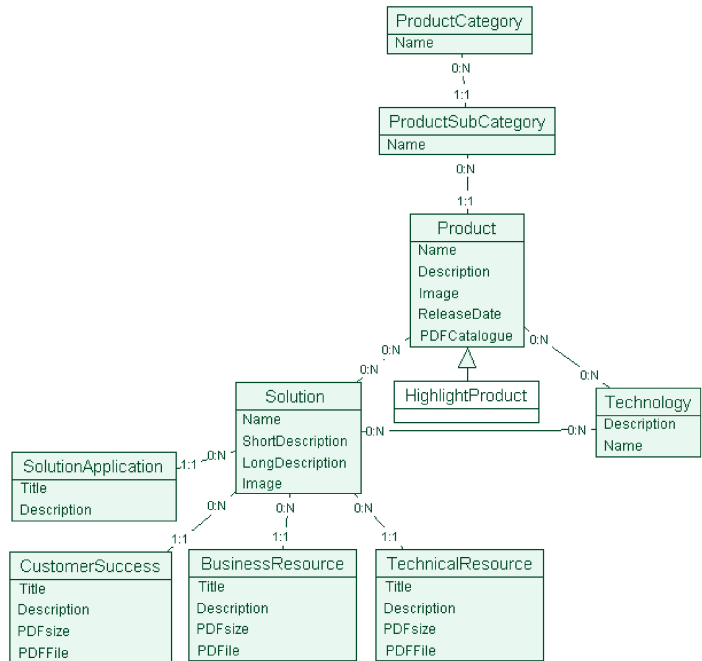 ProductCategory
Name
0:N
1:1
ProductSubCategory
Name
0:N
1:1
Product
Name
Description
Image
ReleaseDate
PDFCatalogue
0:N
0:N
0:N
HighlightProduct
Solution
Name
ShortDescription
LongDescription
Image
0:N
0:N
Technology
Description
Name
SolutionApplication
Title
Description
1:1
0:N
0:N
0:N
0:N
1:1
1:1
1:1
CustomerSuccess
Title
Description
PDFsize
PDFFile
BusinessResource
Title
Description
PDFsize
PDFile
TechnicalResource
Title
Description
PDFsize
PDFFile